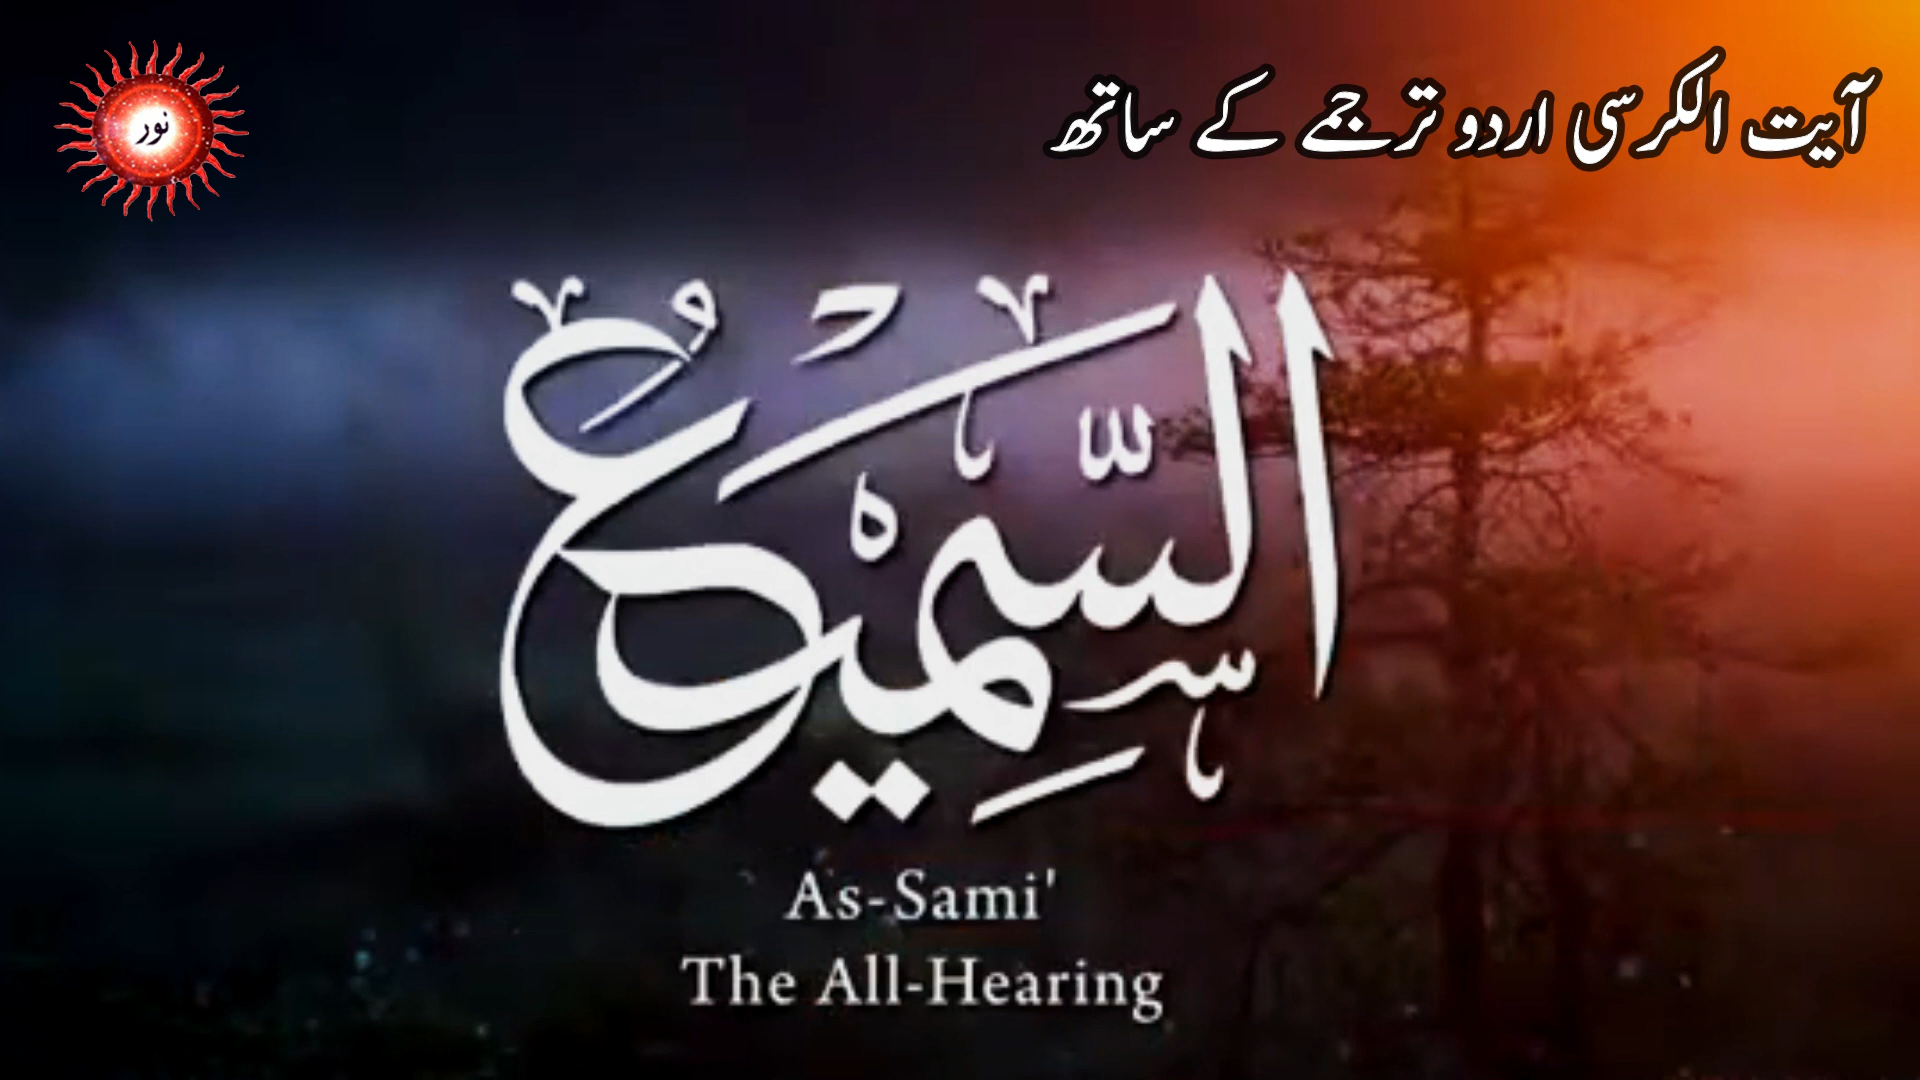 آیت الکرسی اردو ترجمے کے ساتھ
نور
السَّمِيعُ
As-Sami'
The All-Hearing